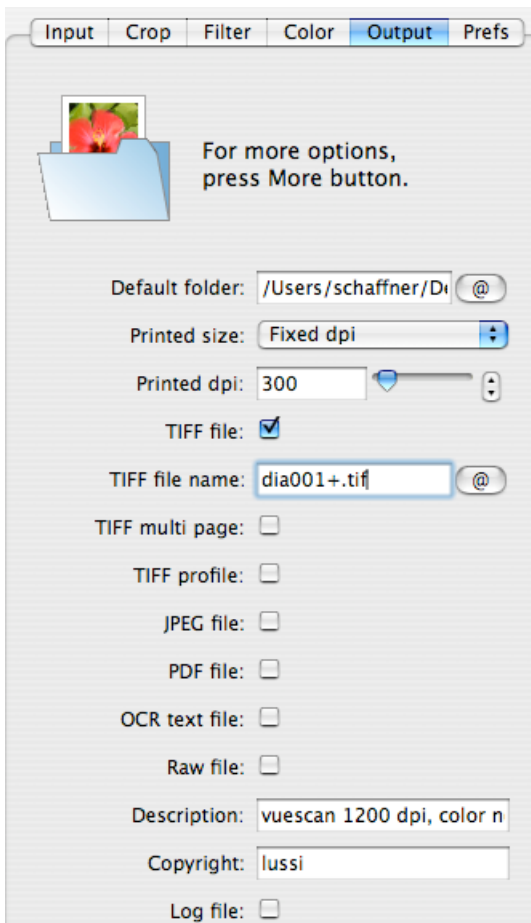 Input Crop Filter Color Output Prefs
For more options,
press More button.
Default folder: /Users/schaffner/De @
Printed size: Fixed dpi
Printed dpi: 300
TIFF file:
TIFF file name: dia001+.tif @
TIFF multi page:
TIFF profile:
JPEG file:
PDF file:
OCR text file:
Raw file:
Description: vuescan 1200 dpi, color n
Copyright: lussi
Log file: